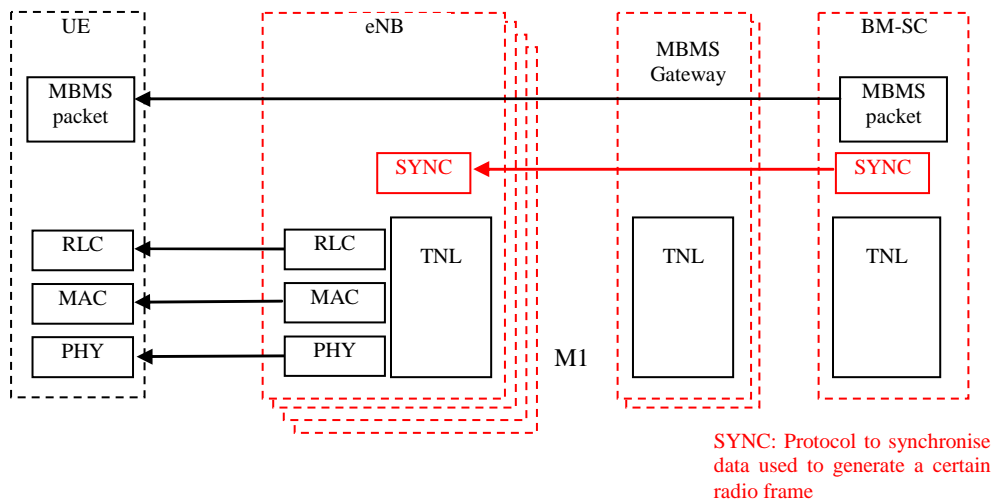 UE
eNB
MBMS
Gateway
BM-SC
MBMS
packet
MBMS
packet
SYNC
SYNC
RLC
RLC
TNL
TNL
TNL
MAC
MAC
PHY
PHY
M1
SYNC: Protocol to synchronise
data used to generate a certain
radio frame